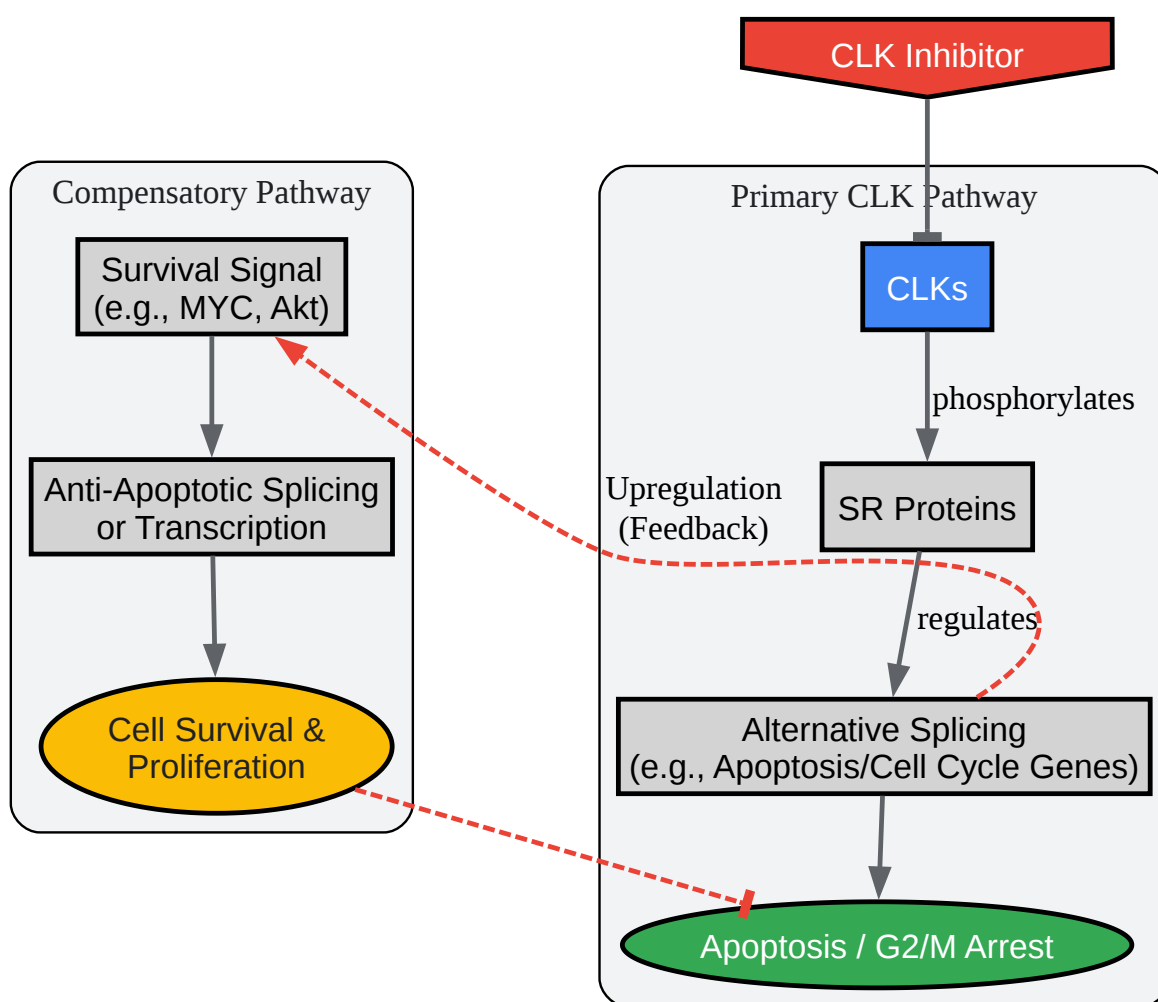 CLK Inhibitor
Compensatory Pathway
Survival Signal
(e.g., MYC, Akt)
Anti-Apoptotic Splicing
or Transcription
Cell Survival &
Proliferation
Primary CLK Pathway
CLKs
phosphorylates
Upregulation
(Feedback)
SR Proteins
regulates
Alternative Splicing
(e.g., Apoptosis/Cell Cycle Genes)
Apoptosis / G2/M Arrest